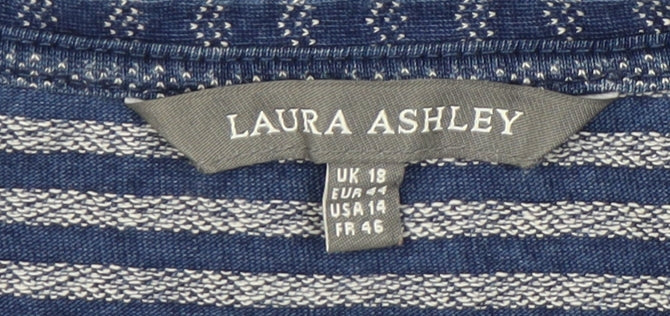 LAURA ASHLEY
UK 18
EUR 44
USA 14
FR 46